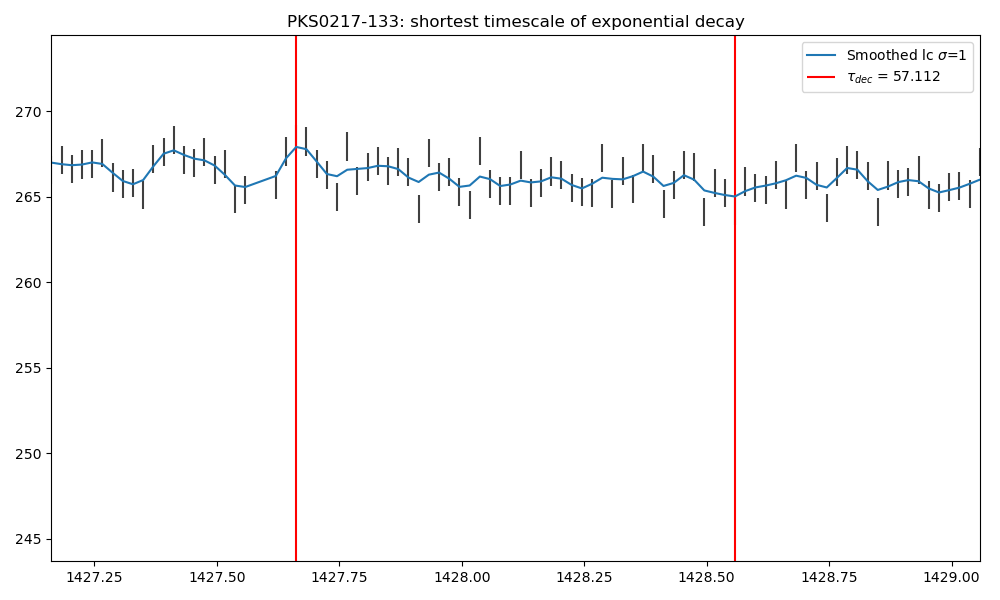 PKS0217-133: shortest timescale of exponential decay
Smoothed lc σ=1
τ_dec = 57.112
270
265
260
255
250
245
1427.25 1427.50 1427.75 1428.00 1428.25 1428.50 1428.75 1429.00